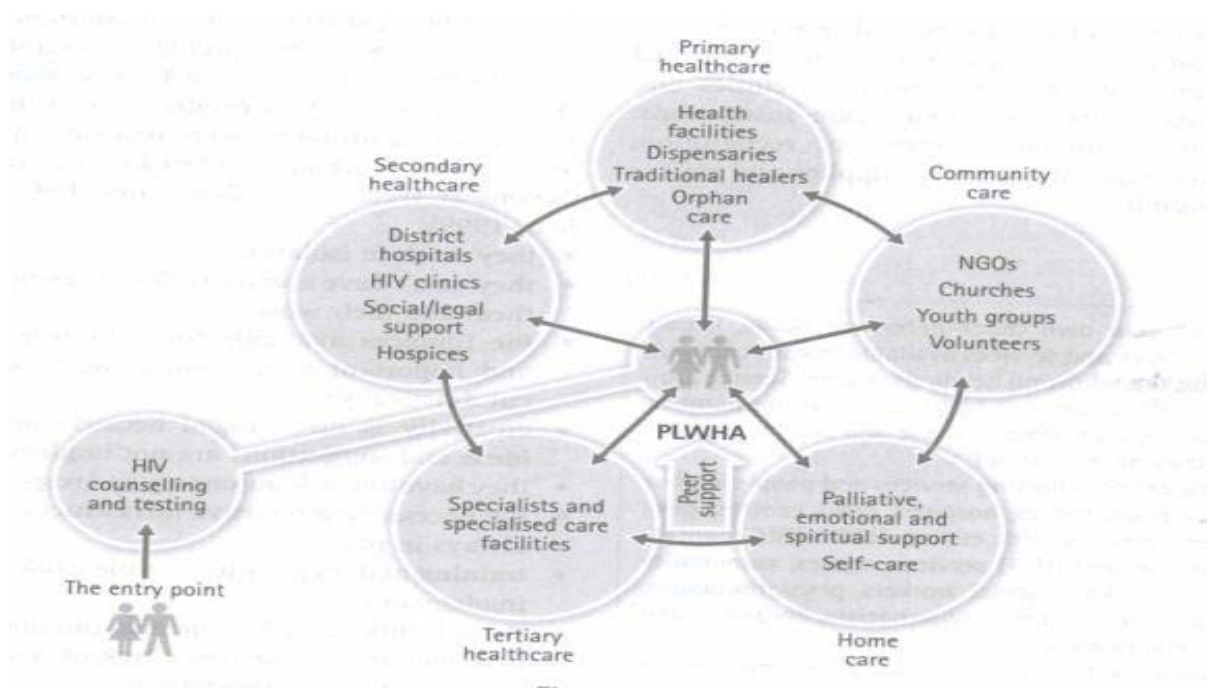 Primary
healthcare
Health
facilities
Dispensaries
Traditional healers
Orphan
care
Secondary
healthcare
District
hospitals
HIV clinics
Social/legal
support
Hospices
Community
care
NGOs
Churches
Youth groups
Volunteers
PLWHA
Peer
support
HIV
counselling
and testing
The entry point
Specialists and
specialised care
facilities
Tertiary
healthcare
Palliative,
emotional and
spiritual support
Self-care
Home
care